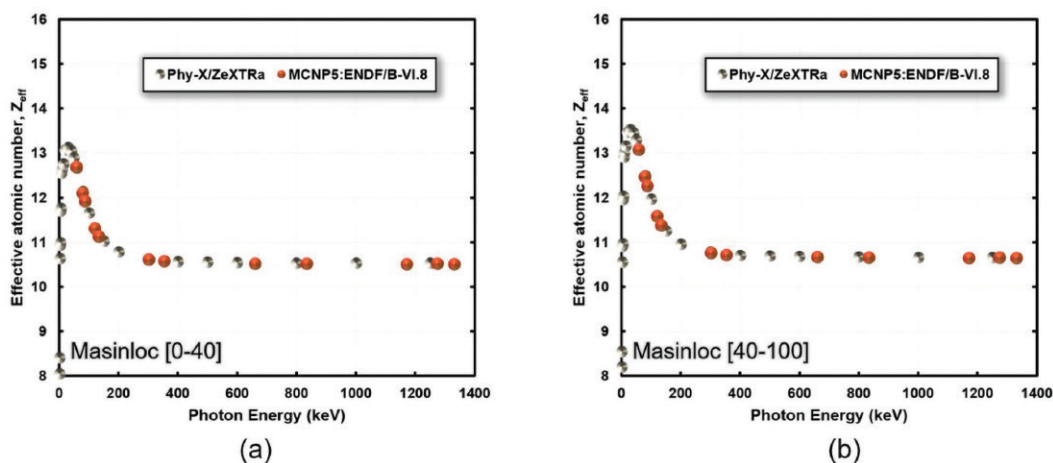 16
15
14
13
12
11
10
9
8
Effective atomic number, Zeff
Phy-X/ZeXTRa MCNP5:ENDF/B-VI.8
Masinloc [0-40]
0 200 400 600 800 1000 1200 1400
Photon Energy (keV)
(a)
16
15
14
13
12
11
10
9
8
Effective atomic number, Zeff
Phy-X/ZeXTRa MCNP5:ENDF/B-VI.8
Masinloc [40-100]
0 200 400 600 800 1000 1200 1400
Photon Energy (keV)
(b)